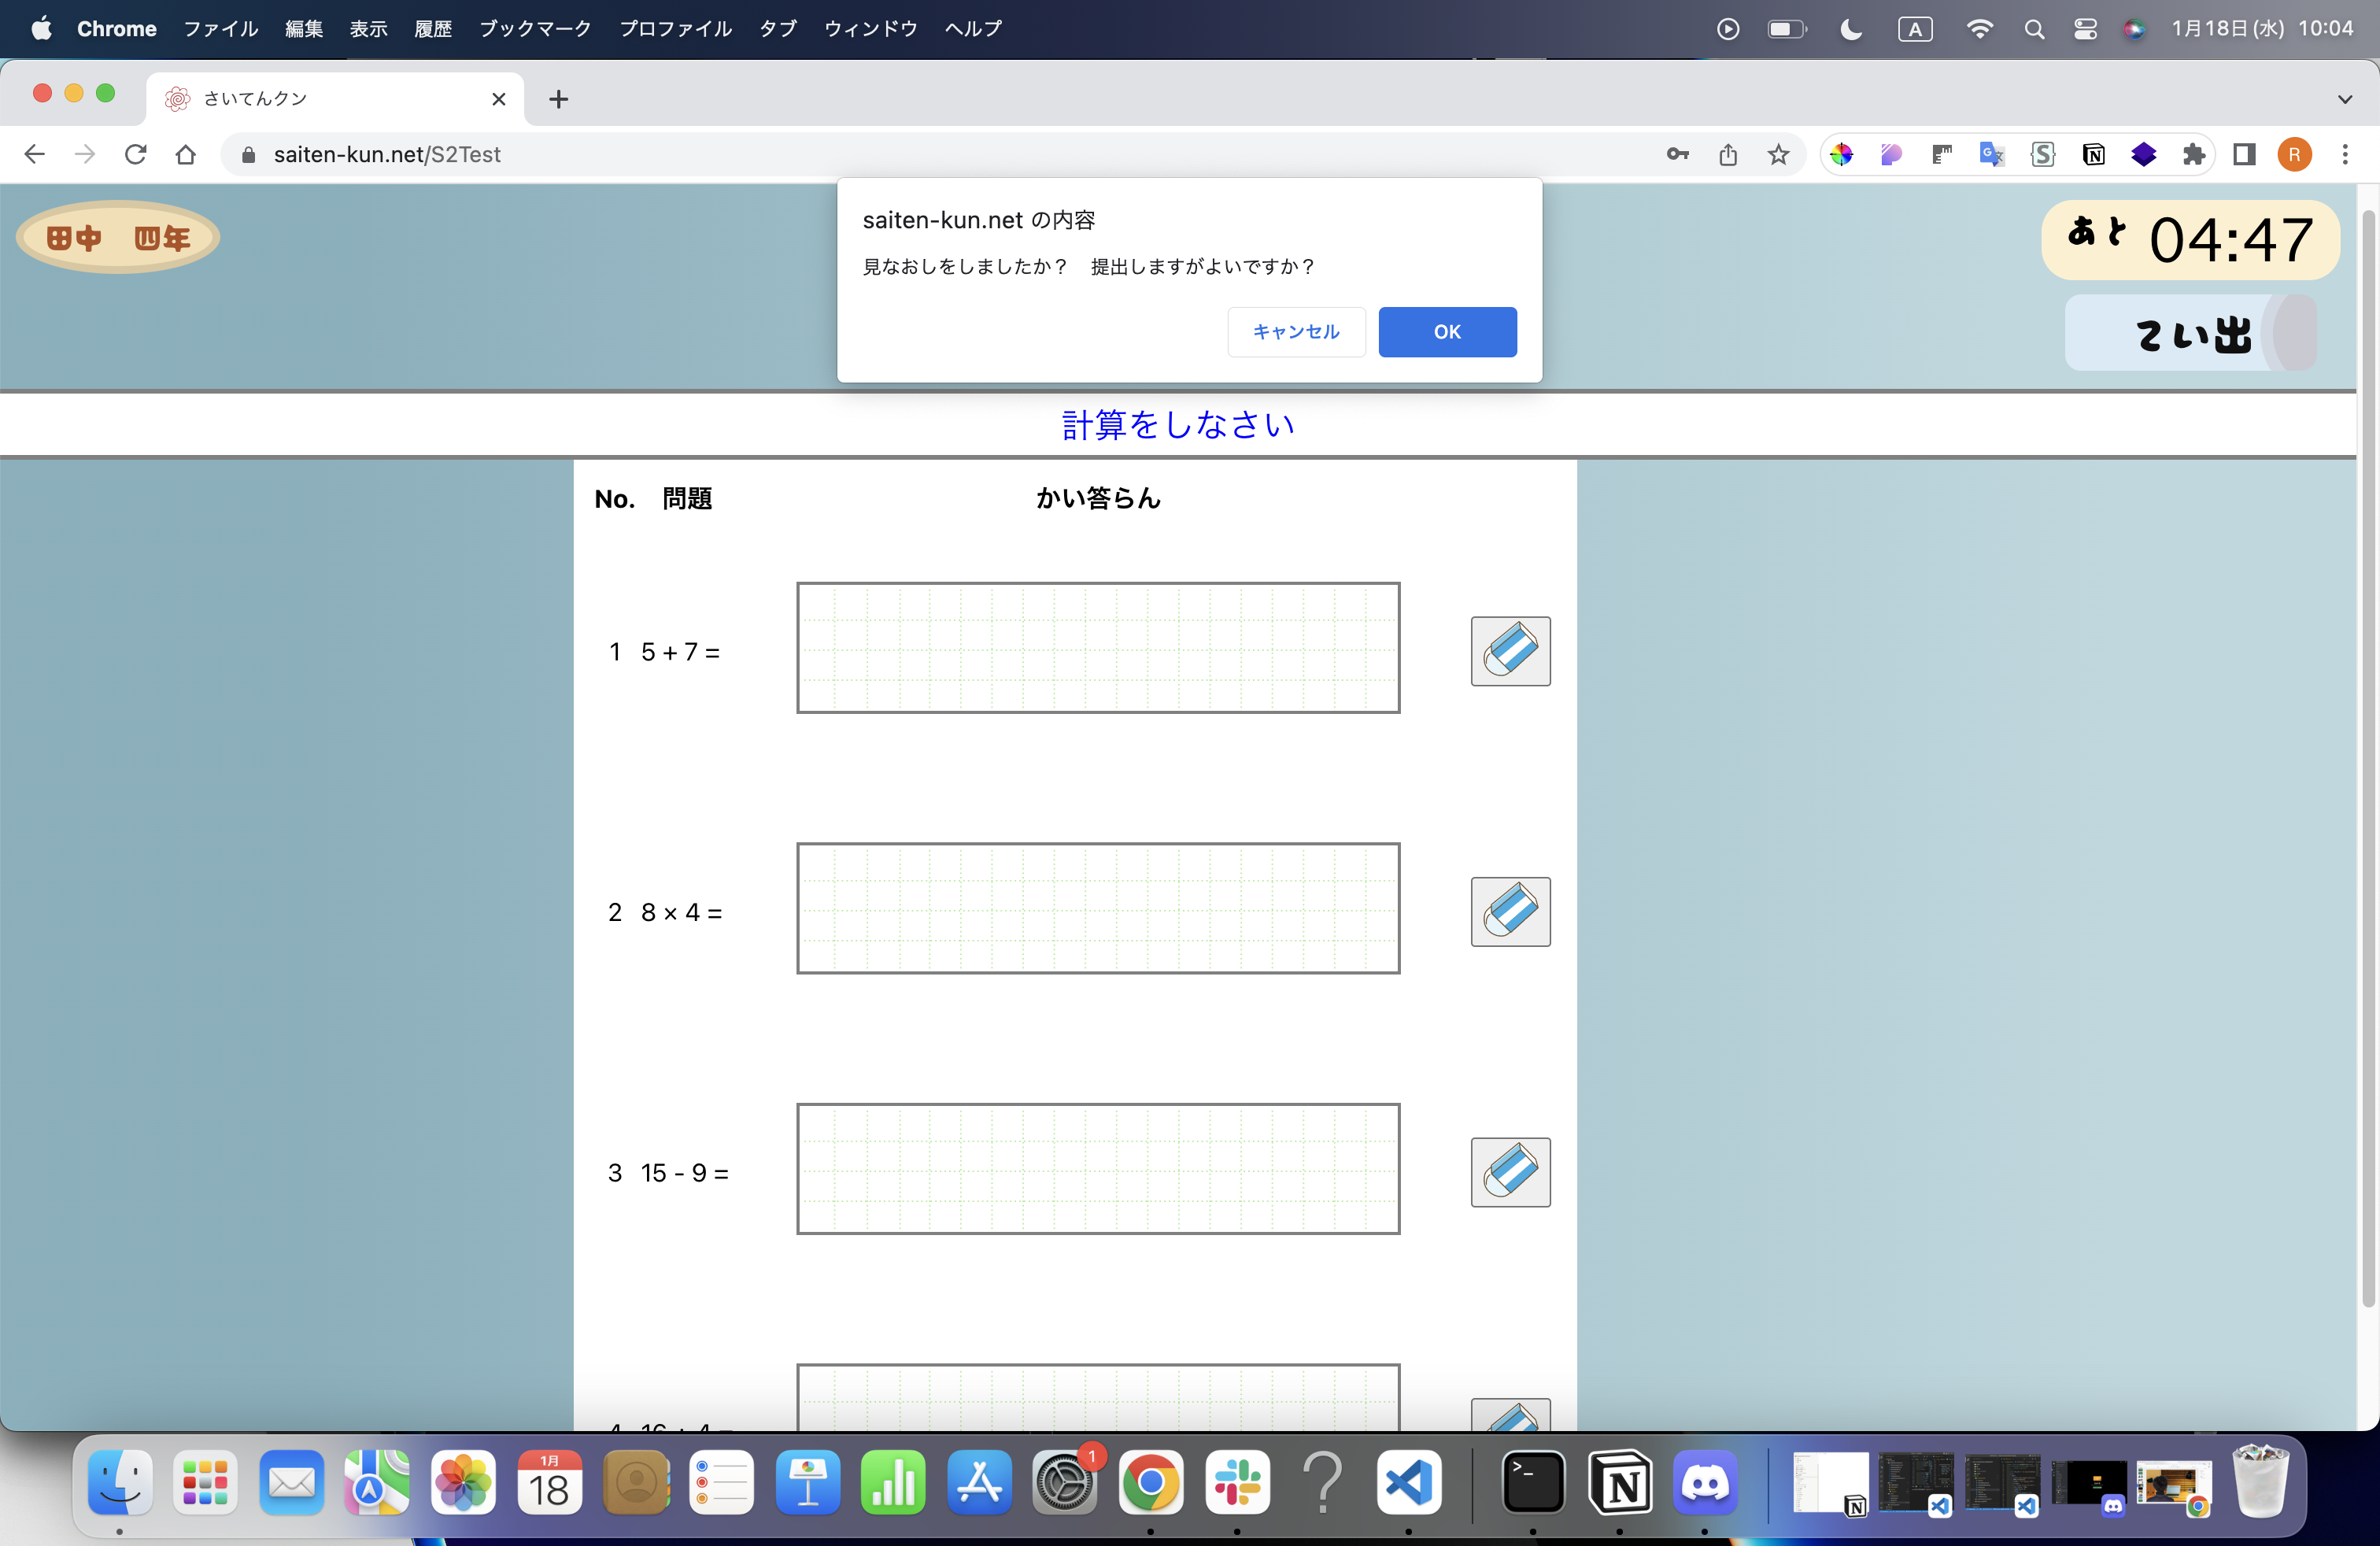 Chrome ファイル 編集 表示 履歴 ブックマーク プロファイル タブ ウィンドウ ヘルプ A 1月18日(水) 10:04
さいてんクン
saiten-kun.net/S2Test
R
saiten-kun.net の内容
見なおしをしましたか？　提出しますがよいですか？
キャンセル OK
田中　四年
あと 04:47
てい出
計算をしなさい
No. 問題 かい答らん
1 5 + 7 =
2 8 × 4 =
3 15 - 9 =
1月
18
1